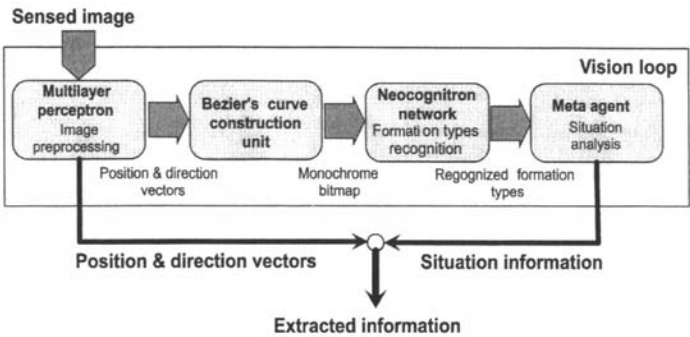 Sensed image
Vision loop
Multilayer
perceptron
Image
preprocessing
Bezier's curve
construction
unit
Neocognitron
network
Formation types
recognition
Meta agent
Situation
analysis
Position & direction
vectors
Monochrome
bitmap
Regognized formation
types
Position & direction vectors
Situation information
Extracted information